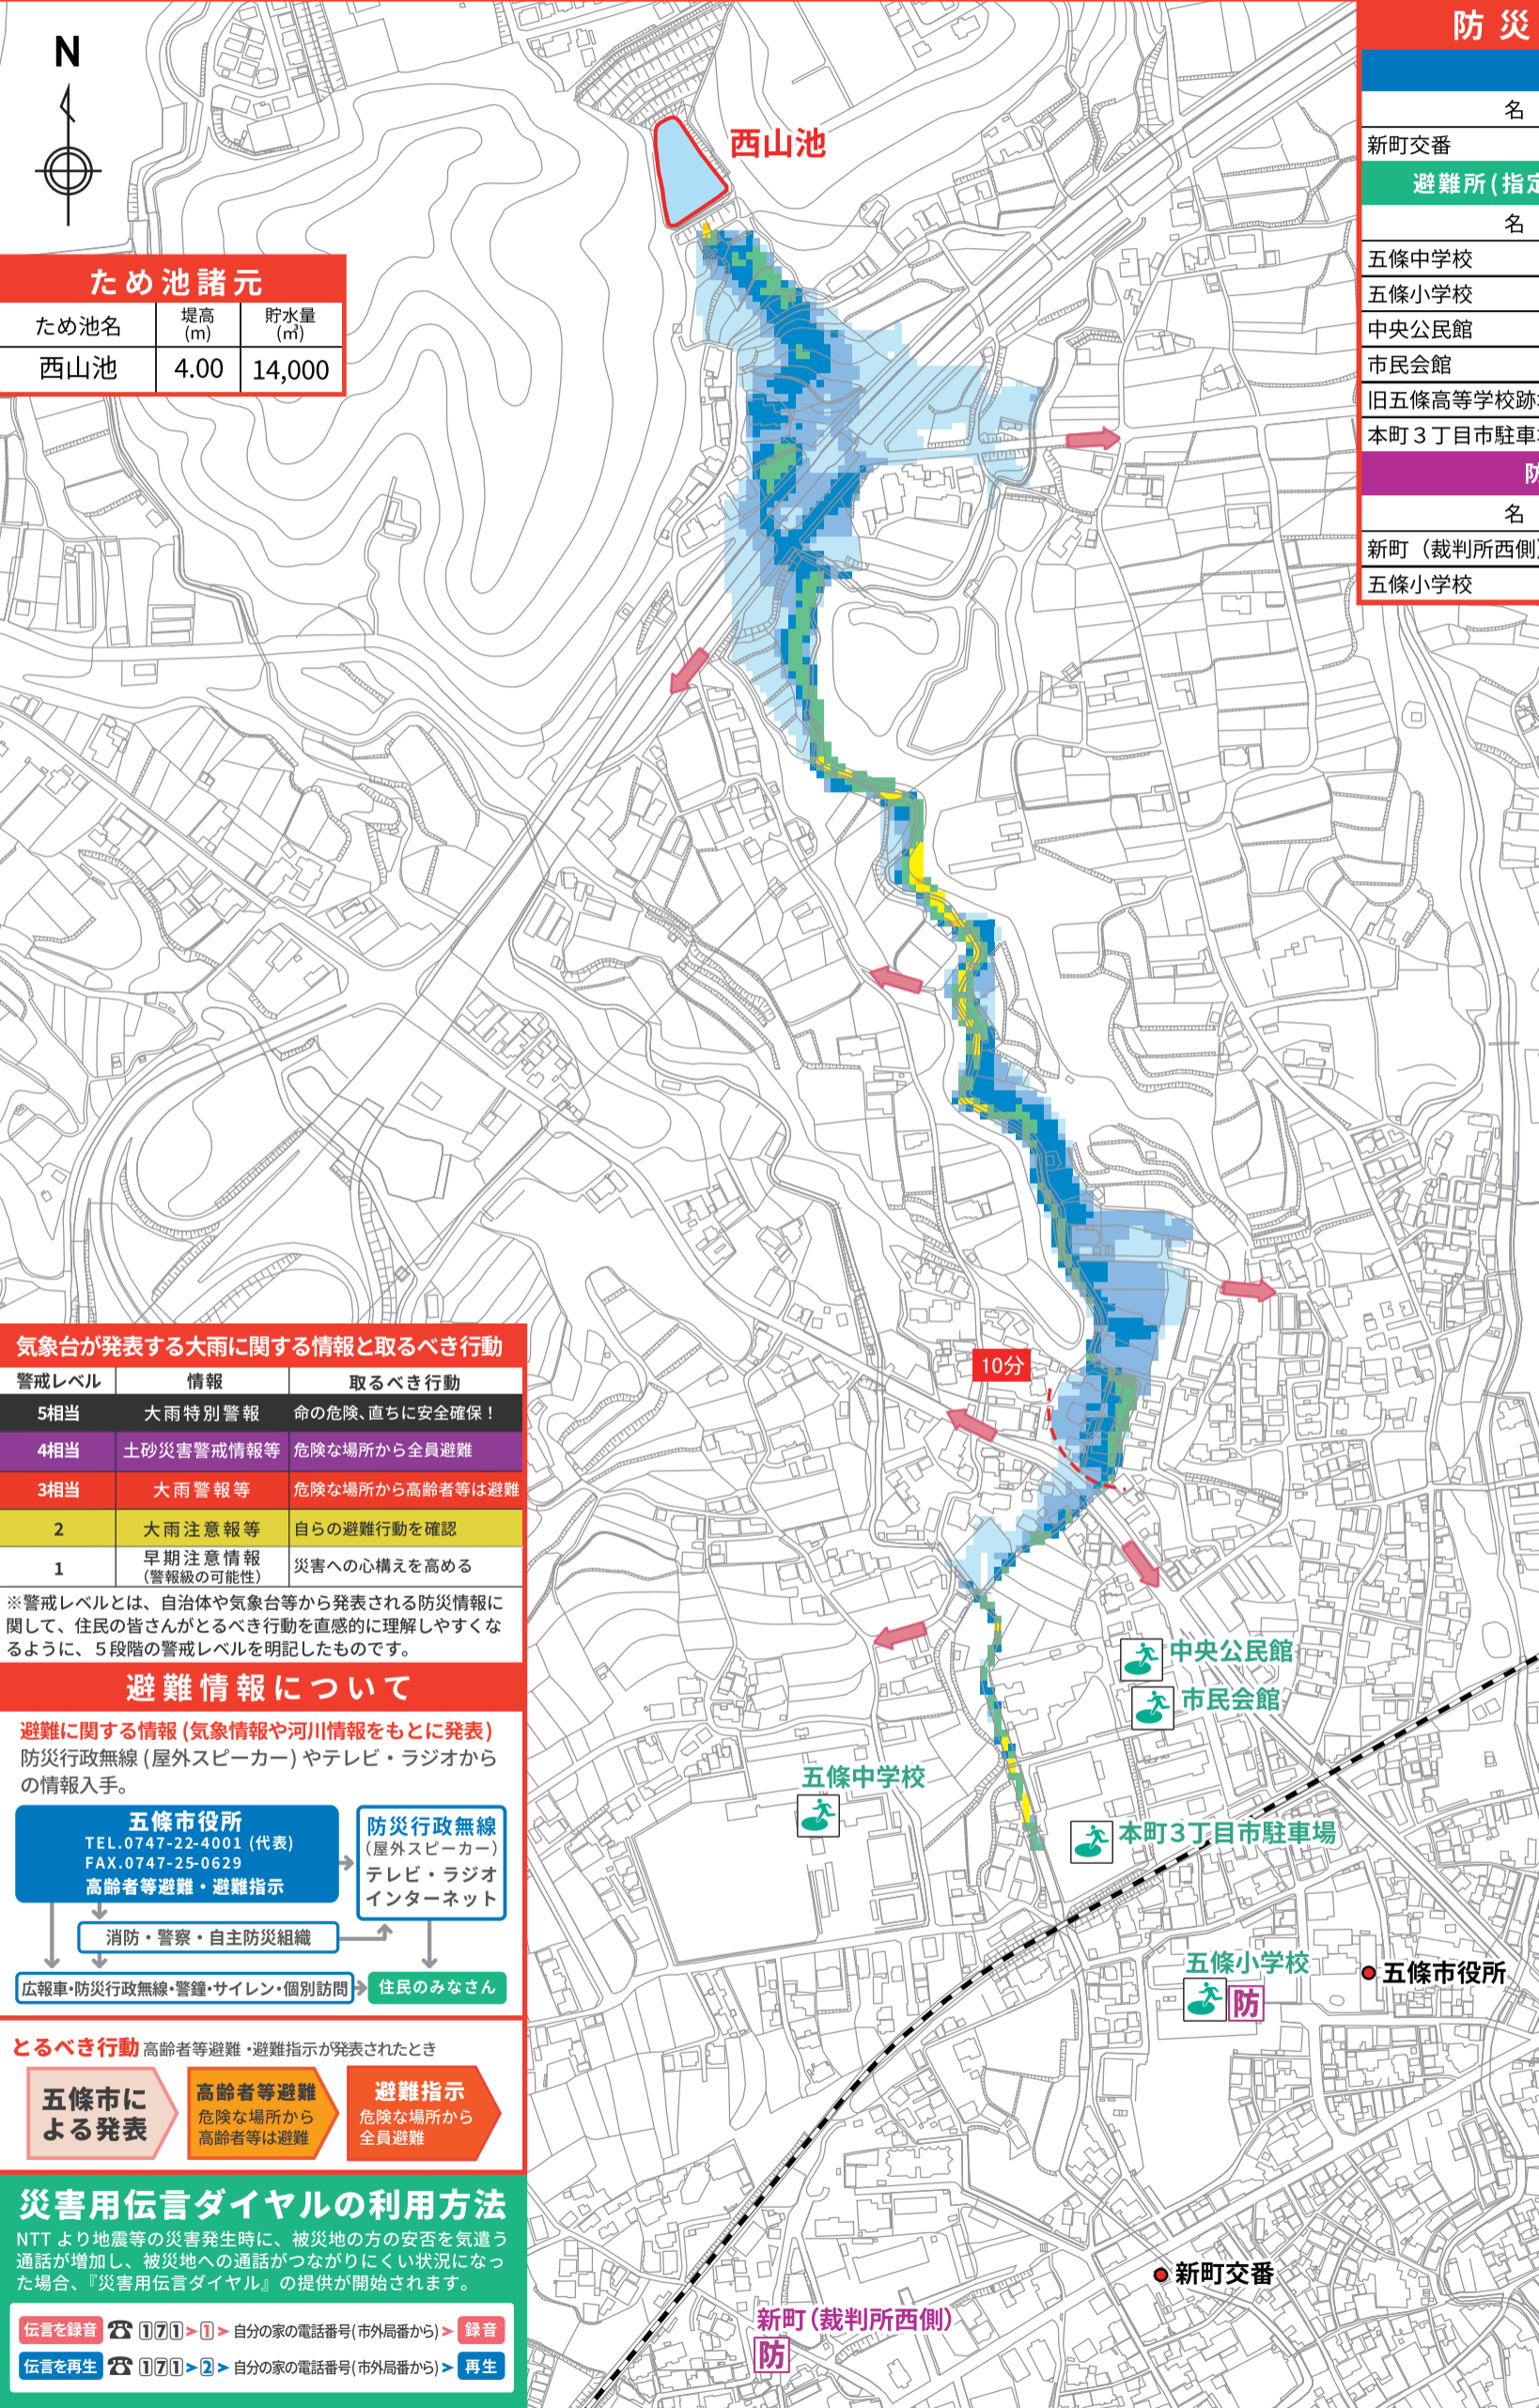 N
西山池
ため池諸元
ため池名 堤高(m) 貯水量(㎥)
西山池 4.00 14,000
防災
名
新町交番
避難所(指定
名
五條中学校
五條小学校
中央公民館
市民会館
旧五條高等学校跡
本町3丁目市駐車
防
名
新町(裁判所西側)
五條小学校
10分
中央公民館
市民会館
五條中学校
本町3丁目市駐車場
五條小学校
防
五條市役所
新町交番
新町(裁判所西側)
防
気象台が発表する大雨に関する情報と取るべき行動
警戒レベル 情報 取るべき行動
5相当 大雨特別警報 命の危険、直ちに安全確保!
4相当 土砂災害警戒情報等 危険な場所から全員避難
3相当 大雨警報等 危険な場所から高齢者等は避難
2 大雨注意報等 自らの避難行動を確認
1 早期注意情報(警報級の可能性) 災害への心構えを高める
※警戒レベルとは、自治体や気象台等から発表される防災情報に
関して、住民の皆さんがとるべき行動を直感的に理解しやすくな
るように、5段階の警戒レベルを明記したものです。
避難情報について
避難に関する情報(気象情報や河川情報をもとに発表)
防災行政無線(屋外スピーカー)やテレビ・ラジオから
の情報入手。
五條市役所
TEL.0747-22-4001(代表)
FAX.0747-25-0629
高齢者等避難・避難指示
防災行政無線
(屋外スピーカー)
テレビ・ラジオ
インターネット
消防・警察・自主防災組織
広報車・防災行政無線・警鐘・サイレン・個別訪問
住民のみなさん
とるべき行動 高齢者等避難・避難指示が発表されたとき
五條市に
よる発表
高齢者等避難
危険な場所から
高齢者等は避難
避難指示
危険な場所から
全員避難
災害用伝言ダイヤルの利用方法
NTTより地震等の災害発生時に、被災地の方の安否を気遣う
通話が増加し、被災地への通話がつながりにくい状況になっ
た場合、『災害用伝言ダイヤル』の提供が開始されます。
伝言を録音 ☎ 171>1> 自分の家の電話番号(市外局番から)> 録音
伝言を再生 ☎ 171>2> 自分の家の電話番号(市外局番から)> 再生